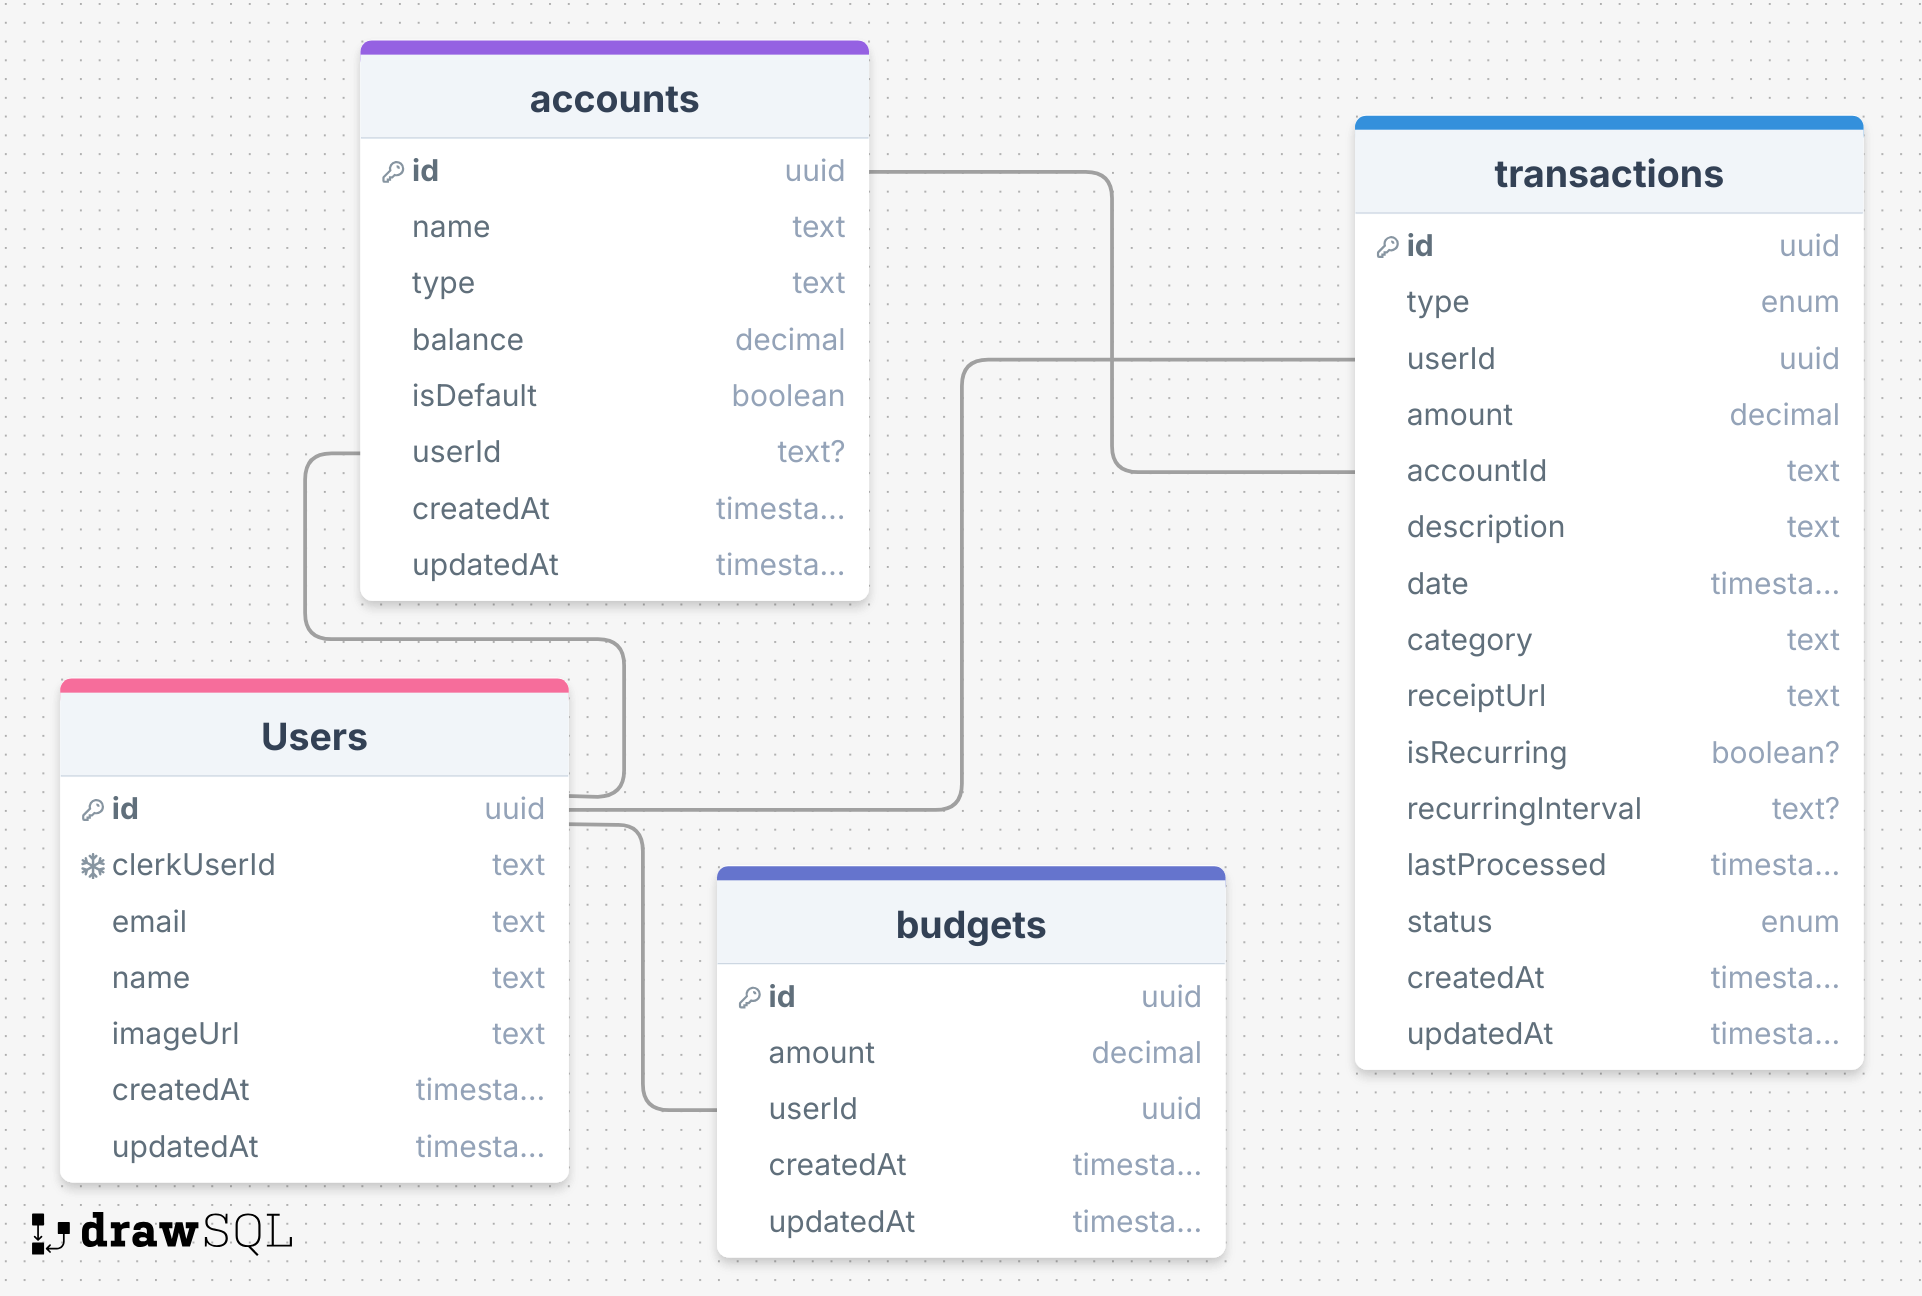 accounts
id uuid
name text
type text
balance decimal
isDefault boolean
userId text?
createdAt timesta...
updatedAt timesta...
transactions
id uuid
type enum
userId uuid
amount decimal
accountId text
description text
date timesta...
category text
receiptUrl text
isRecurring boolean?
recurringInterval text?
lastProcessed timesta...
status enum
createdAt timesta...
updatedAt timesta...
Users
id uuid
clerkUserId text
email text
name text
imageUrl text
createdAt timesta...
updatedAt timesta...
budgets
id uuid
amount decimal
userId uuid
createdAt timesta...
updatedAt timesta...
drawSQL